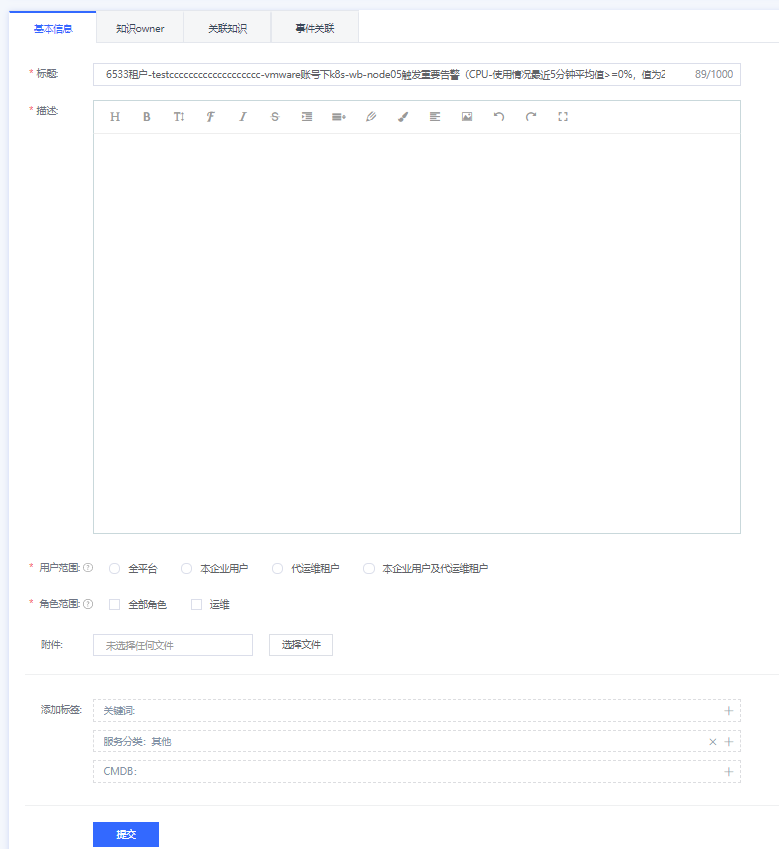 基本信息 知识owner 关联知识 事件关联
* 标题: 6533租户-testccccccccccccccccccc-vmware账号下k8s-wb-node05触发重要告警（CPU-使用情况最近5分钟平均值>=0%，值为2 89/1000
* 描述:
H B T F I S
* 用户范围: ? 全平台 本企业用户 代运维租户 本企业用户及代运维租户
* 角色范围: ? 全部角色 运维
附件: 未选择任何文件 选择文件
添加标签: 关键词: +
服务分类：其他 × +
CMDB: +
提交